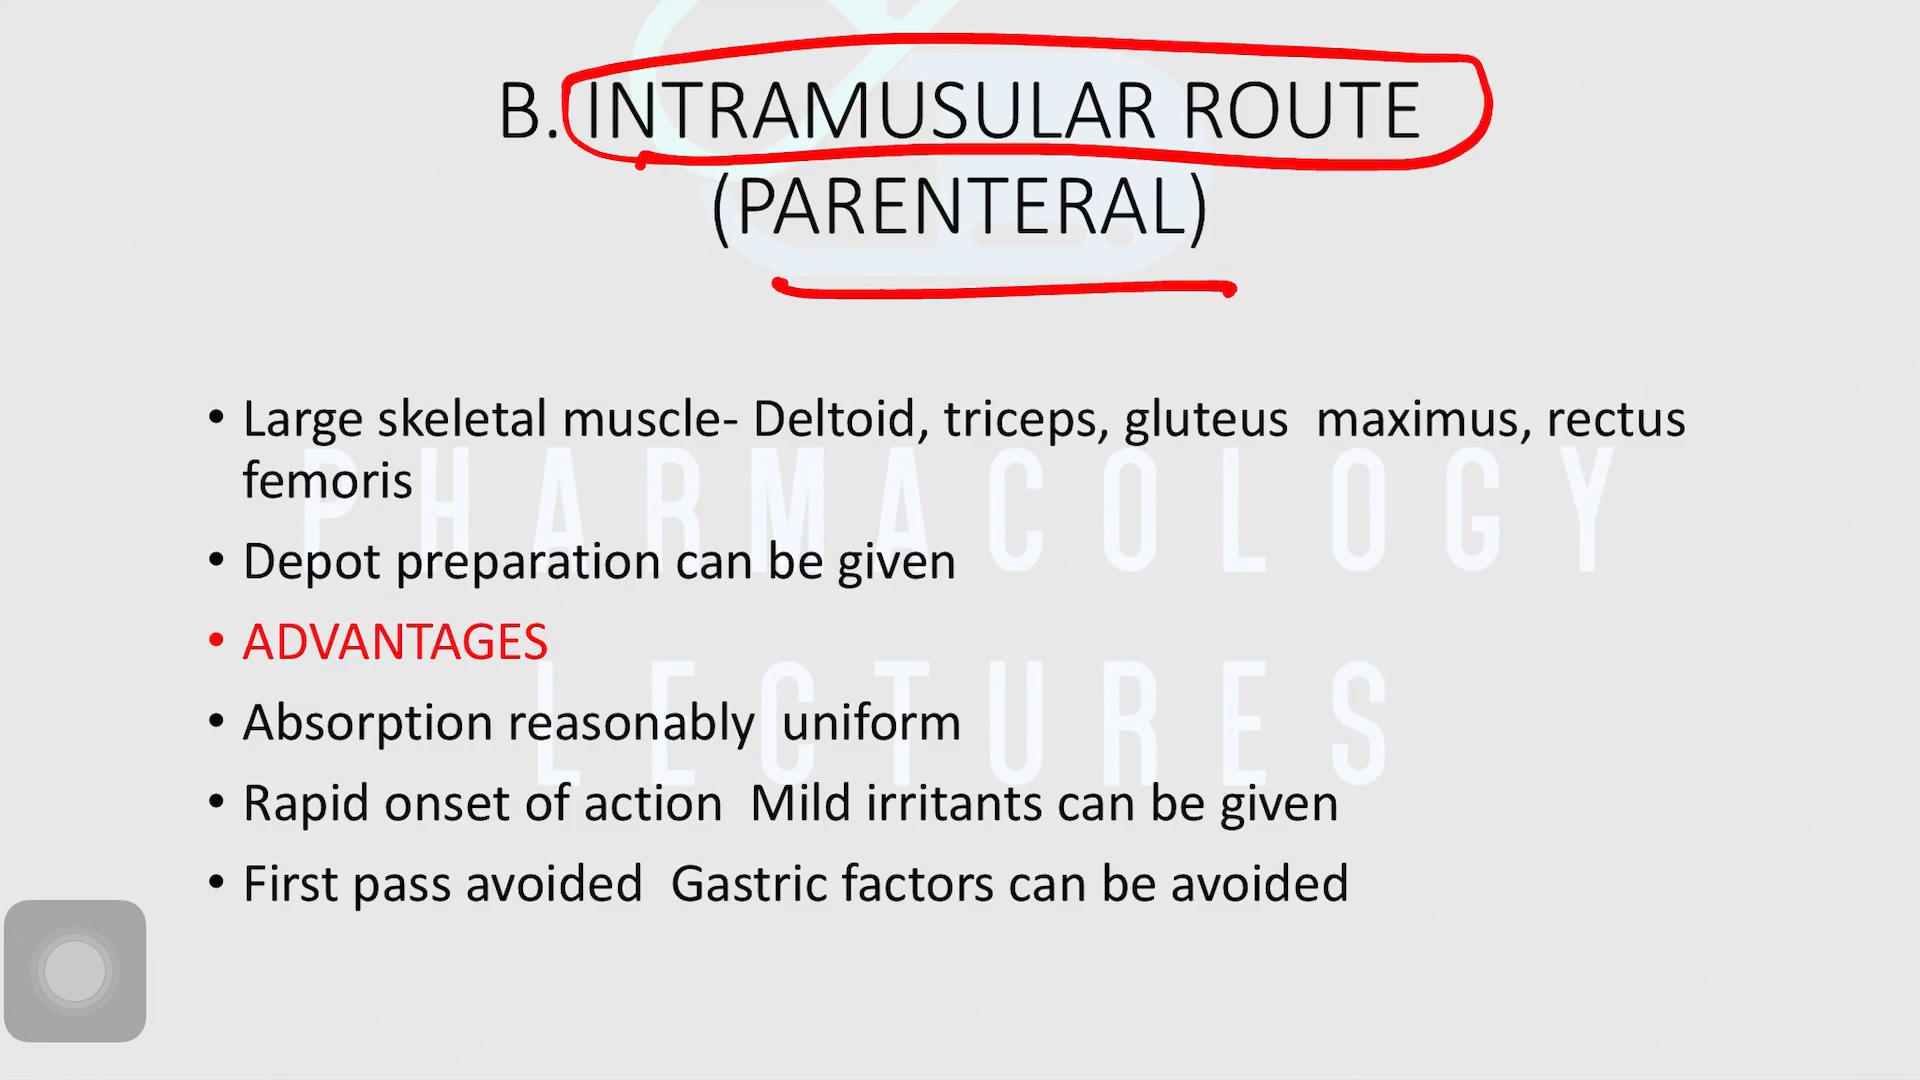 B. INTRAMUSULAR ROUTE
(PARENTERAL)
• Large skeletal muscle- Deltoid, triceps, gluteus maximus, rectus
femoris
• Depot preparation can be given
• ADVANTAGES
• Absorption reasonably uniform
• Rapid onset of action Mild irritants can be given
• First pass avoided Gastric factors can be avoided
PHARMACOLOGY
LECTURES